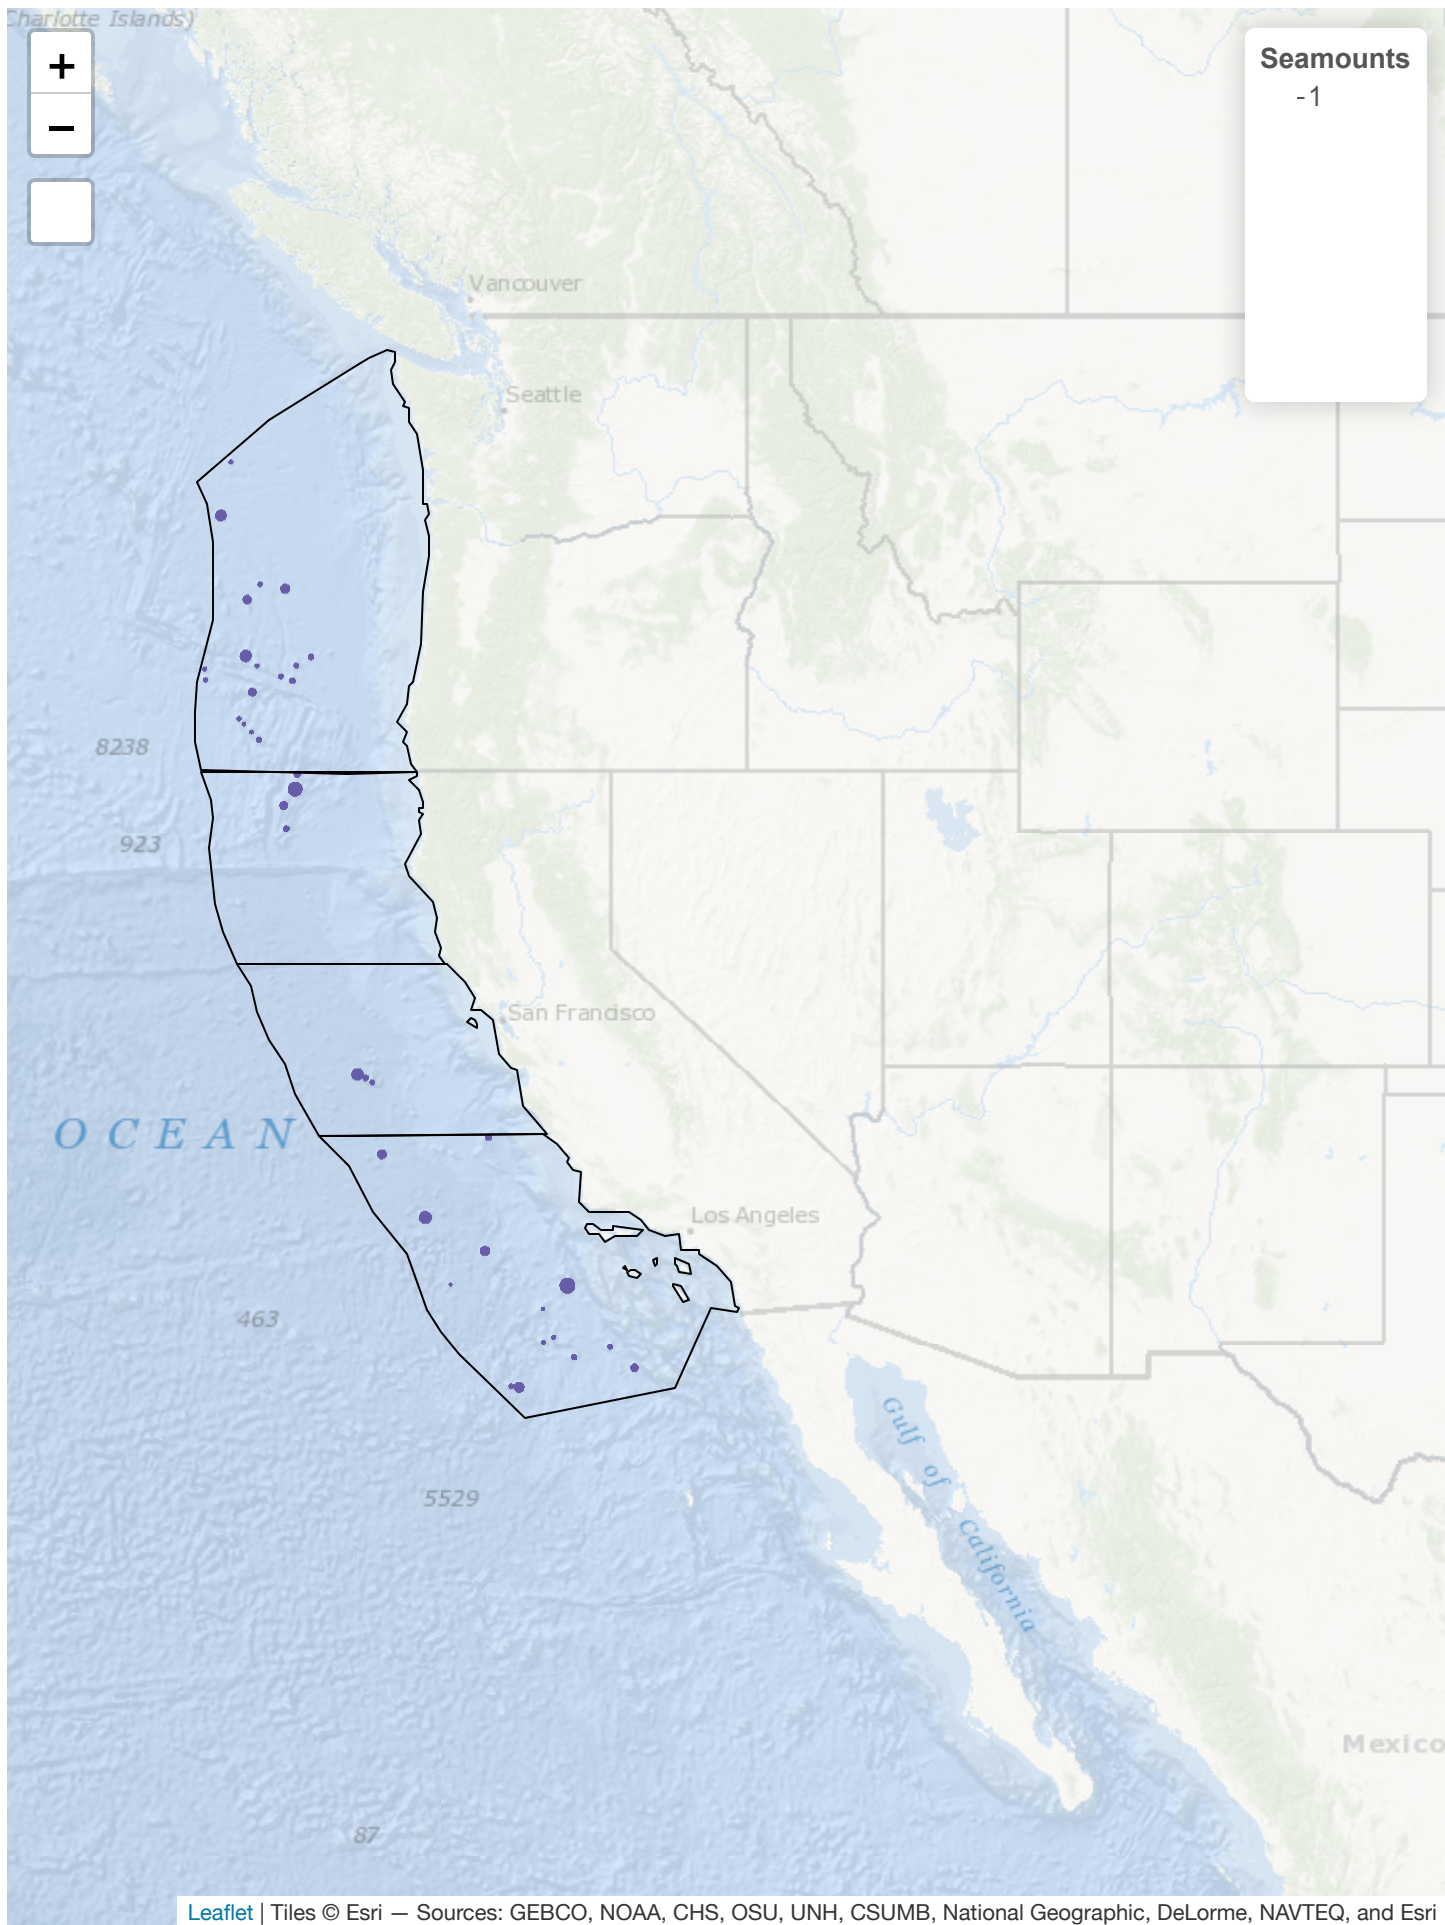 Charlotte Islands)
+
Seamounts
-1
−
Vancouver
Seattle
8238
923
San Francisco
OCEAN
Los Angeles
463
Gulf of California
5529
Mexico
87
Leaflet | Tiles © Esri — Sources: GEBCO, NOAA, CHS, OSU, UNH, CSUMB, National Geographic, DeLorme, NAVTEQ, and Esri